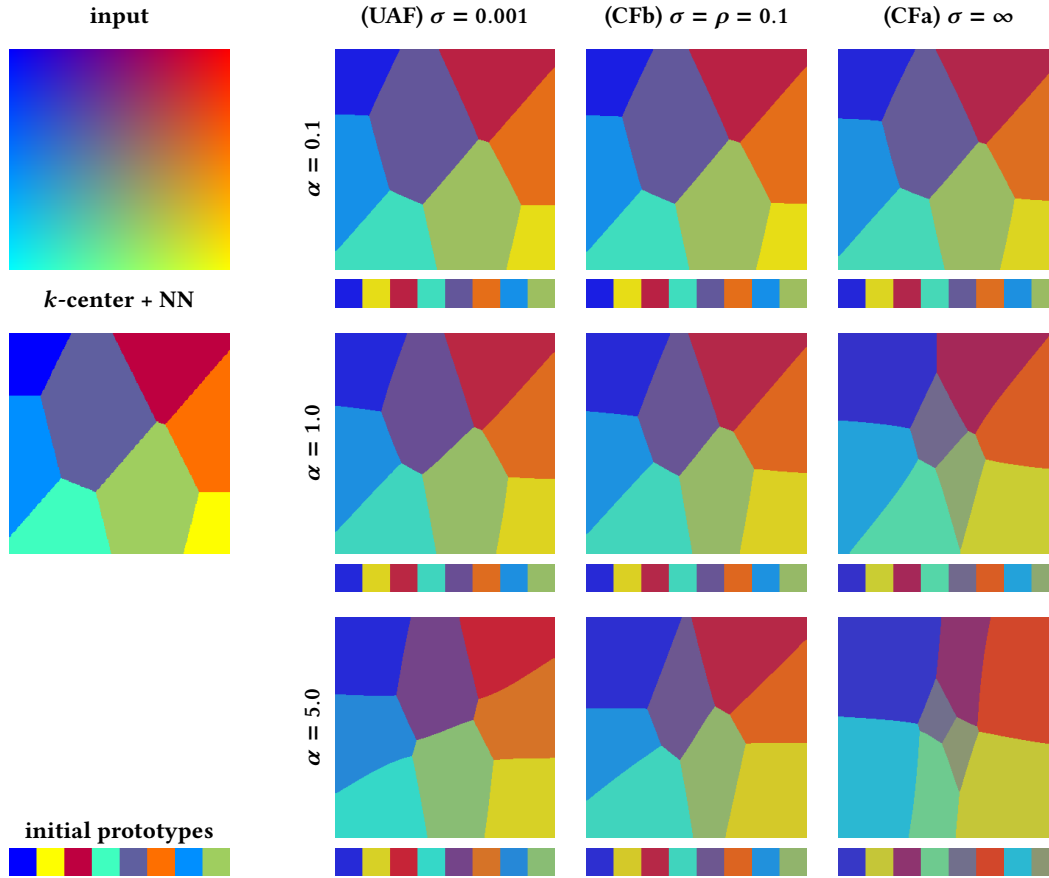 input
(UAF) σ = 0.001
(CFb) σ = ρ = 0.1
(CFa) σ = ∞
α = 0.1
k-center + NN
α = 1.0
α = 5.0
initial prototypes